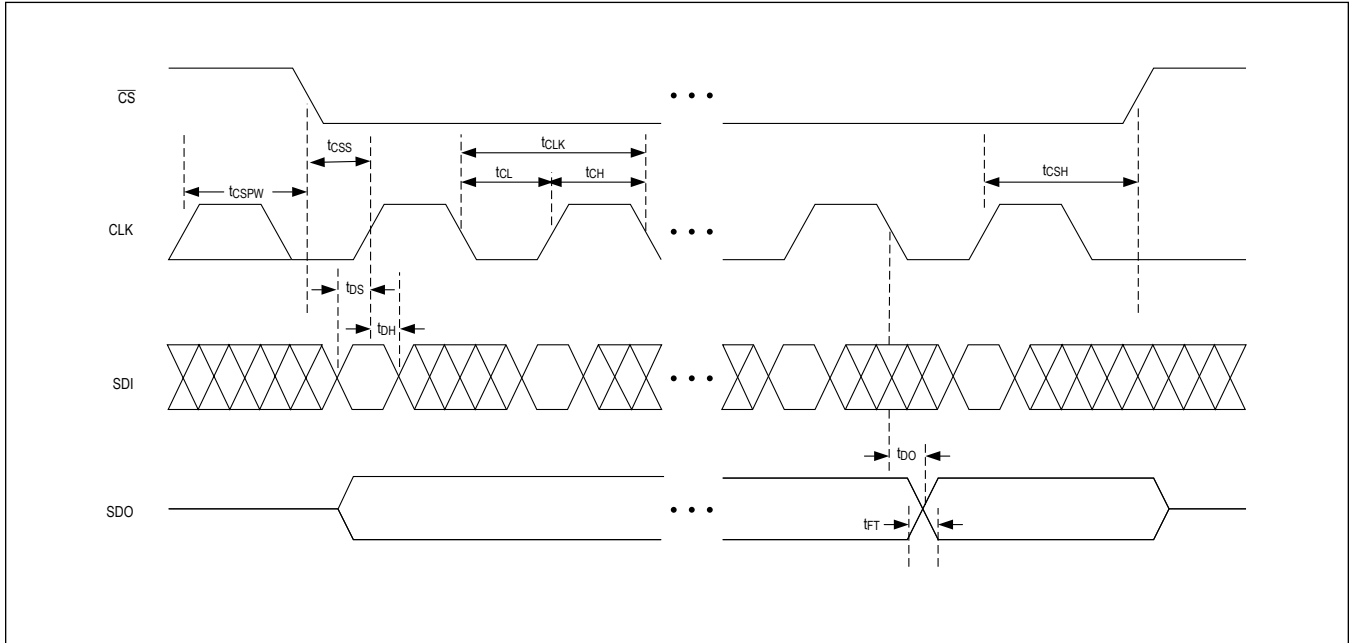 CS
tCSS
tCLK
tCL
tCH
tCSH
tCSPW
CLK
tDS
tDH
SDI
tDO
SDO
tFT